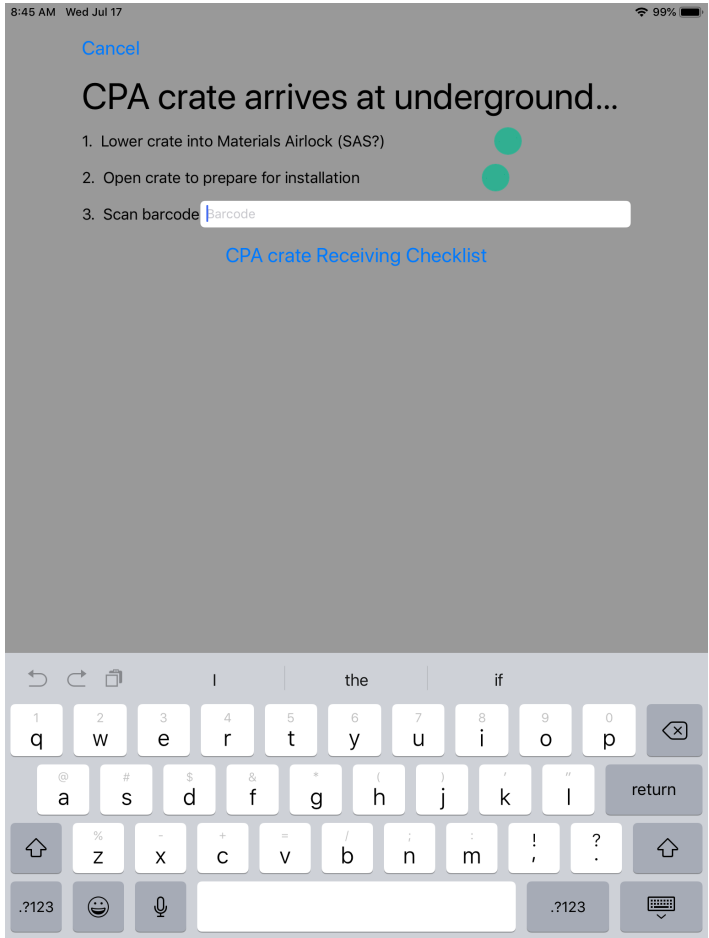 8:45 AM Wed Jul 17 99%
Cancel
CPA crate arrives at underground...
1. Lower crate into Materials Airlock (SAS?)
2. Open crate to prepare for installation
3. Scan barcode Barcode
CPA crate Receiving Checklist
I the if
1 2 3 4 5 6 7 8 9 0
q w e r t y u i o p
@ # $ & * ( ) ' "
a s d f g h j k l return
% - + = / ; : ! ?
z x c v b n m , .
.?123 .?123